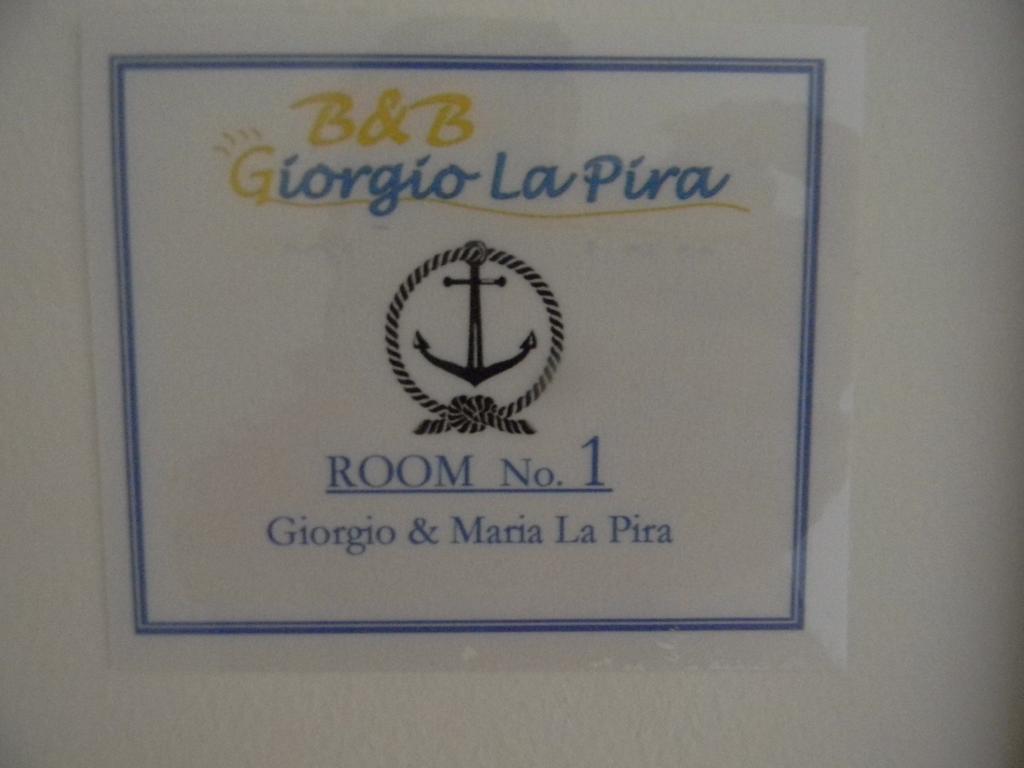 B&B
Giorgio La Pira
ROOM No. 1
Giorgio & Maria La Pira